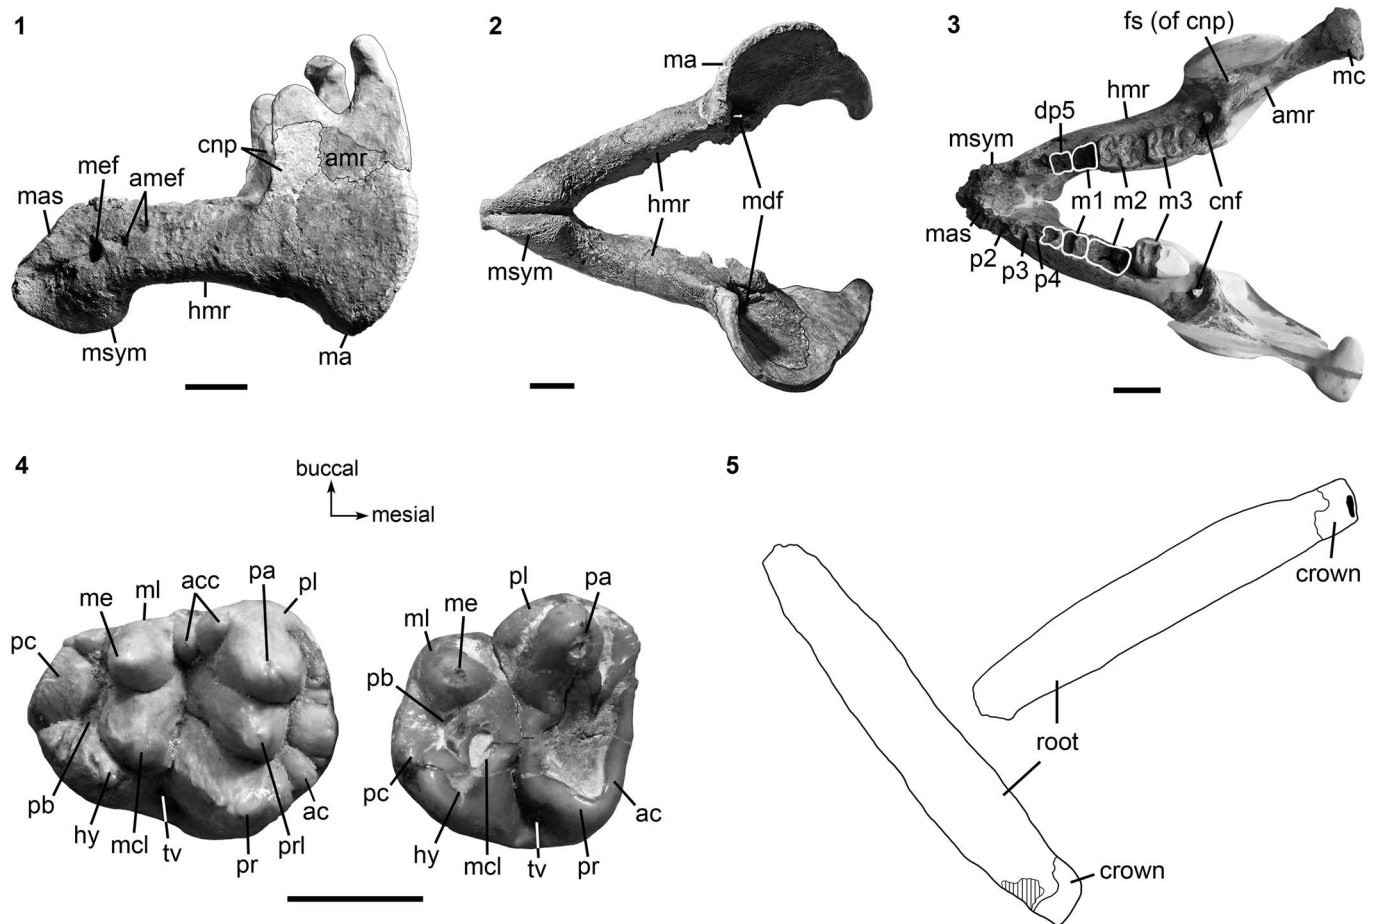 1
cnp
amr
mef
amef
mas
hmr
msym
ma
2
ma
hmr
mdf
msym
3
fs (of cnp)
mc
hmr
amr
dp5
msym
m1
m2
m3
cnf
mas
p2
p3
p4
4
buccal
mesial
ml
acc
pa
pl
me
pc
pb
hy
mcl
tv
pr
prl
ac
pl
pa
me
ml
pb
pc
hy
mcl
tv
pr
ac
5
crown
root
crown